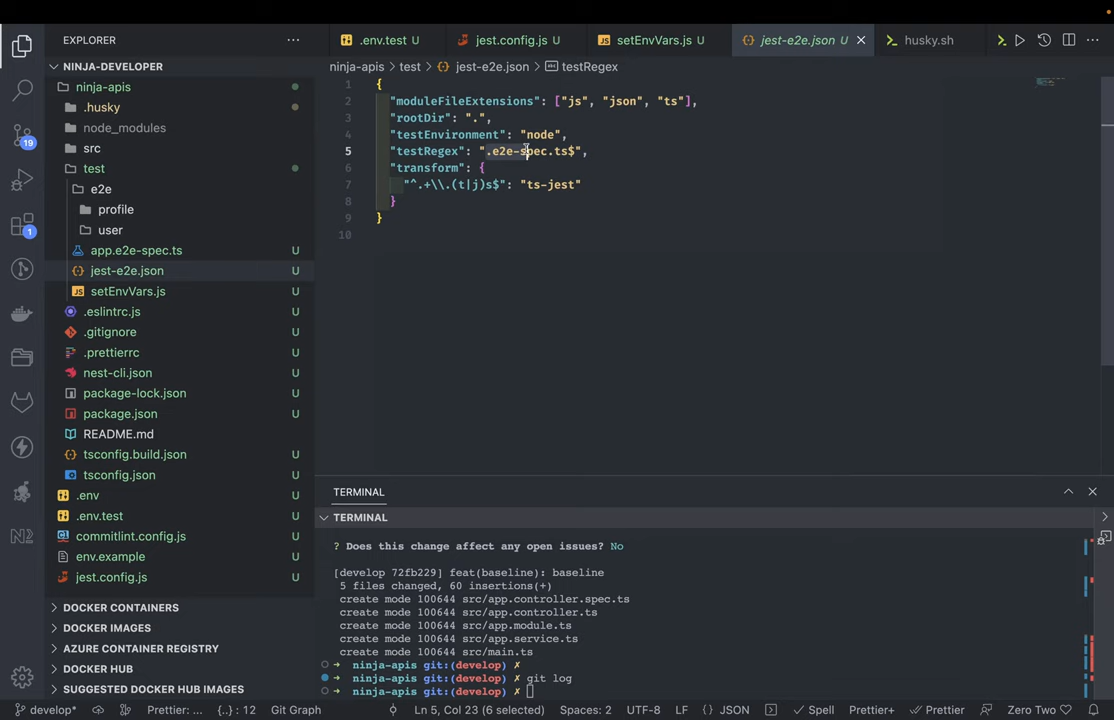 EXPLORER
NINJA-DEVELOPER
ninja-apis
.husky
node_modules
src
test
e2e
profile
user
app.e2e-spec.ts U
jest-e2e.json U
setEnvVars.js U
.eslintrc.js U
.gitignore U
.prettierrc U
nest-cli.json U
package-lock.json U
package.json U
README.md U
tsconfig.build.json U
tsconfig.json U
.env U
.env.test U
commitlint.config.js U
env.example U
jest.config.js U
DOCKER CONTAINERS
DOCKER IMAGES
AZURE CONTAINER REGISTRY
DOCKER HUB
SUGGESTED DOCKER HUB IMAGES
19
1
.env.test U
jest.config.js U
setEnvVars.js U
jest-e2e.json U
husky.sh
ninja-apis > test > jest-e2e.json > testRegex
1 {
2 "moduleFileExtensions": ["js", "json", "ts"],
3 "rootDir": ".",
4 "testEnvironment": "node",
5 "testRegex": ".e2e-spec.ts$",
6 "transform": {
7 "^.+\\.(t|j)s$": "ts-jest"
8 }
9 }
10
TERMINAL
TERMINAL
? Does this change affect any open issues? No
[develop 72fb229] feat(baseline): baseline
5 files changed, 60 insertions(+)
create mode 100644 src/app.controller.spec.ts
create mode 100644 src/app.controller.ts
create mode 100644 src/app.module.ts
create mode 100644 src/app.service.ts
create mode 100644 src/main.ts
➜ ninja-apis git:(develop) ✗
➜ ninja-apis git:(develop) ✗ git log
➜ ninja-apis git:(develop) ✗
develop* Prettier: ... {..} : 12 Git Graph Ln 5, Col 23 (6 selected) Spaces: 2 UTF-8 LF {} JSON Spell Prettier+ Prettier Zero Two